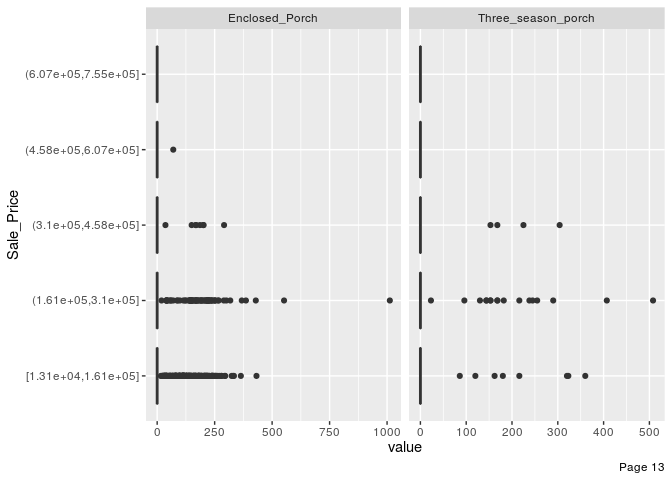 Enclosed_Porch Three_season_porch
Sale_Price
(6.07e+05,7.55e+05]
(4.58e+05,6.07e+05]
(3.1e+05,4.58e+05]
(1.61e+05,3.1e+05]
[1.31e+04,1.61e+05]
0 250 500 750 1000 0 100 200 300 400 500
value
Page 13